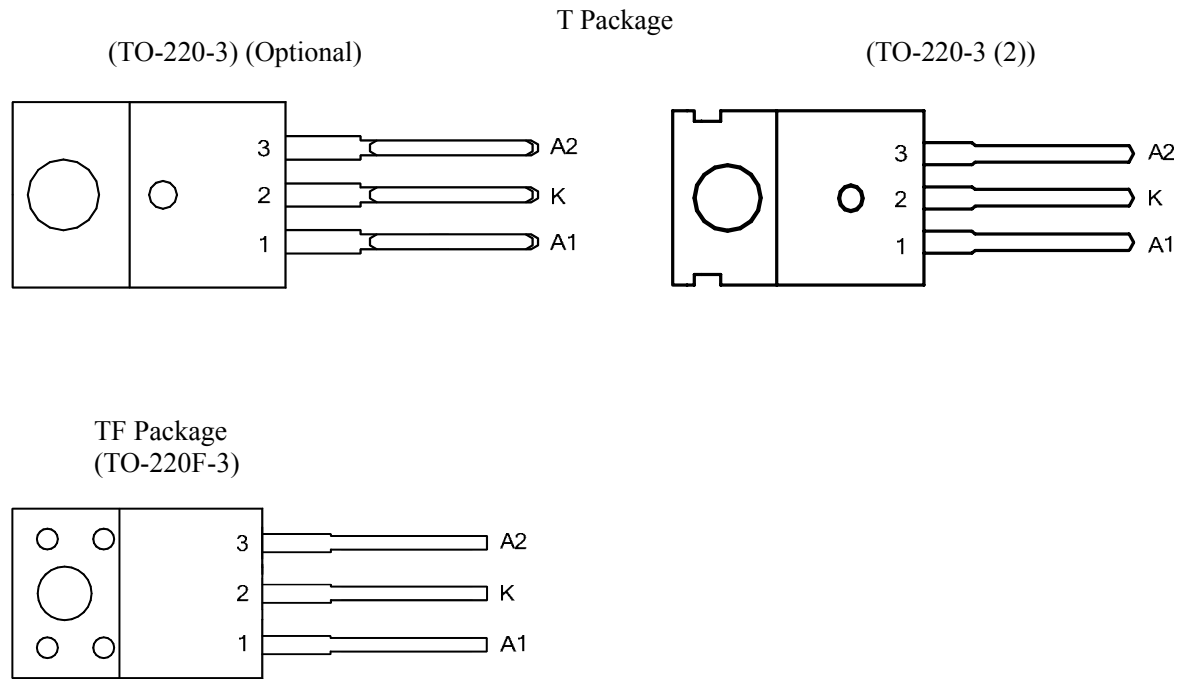 T Package
(TO-220-3) (Optional)
(TO-220-3 (2))
3 A2
2 K
1 A1
3 A2
2 K
1 A1
TF Package
(TO-220F-3)
3 A2
2 K
1 A1